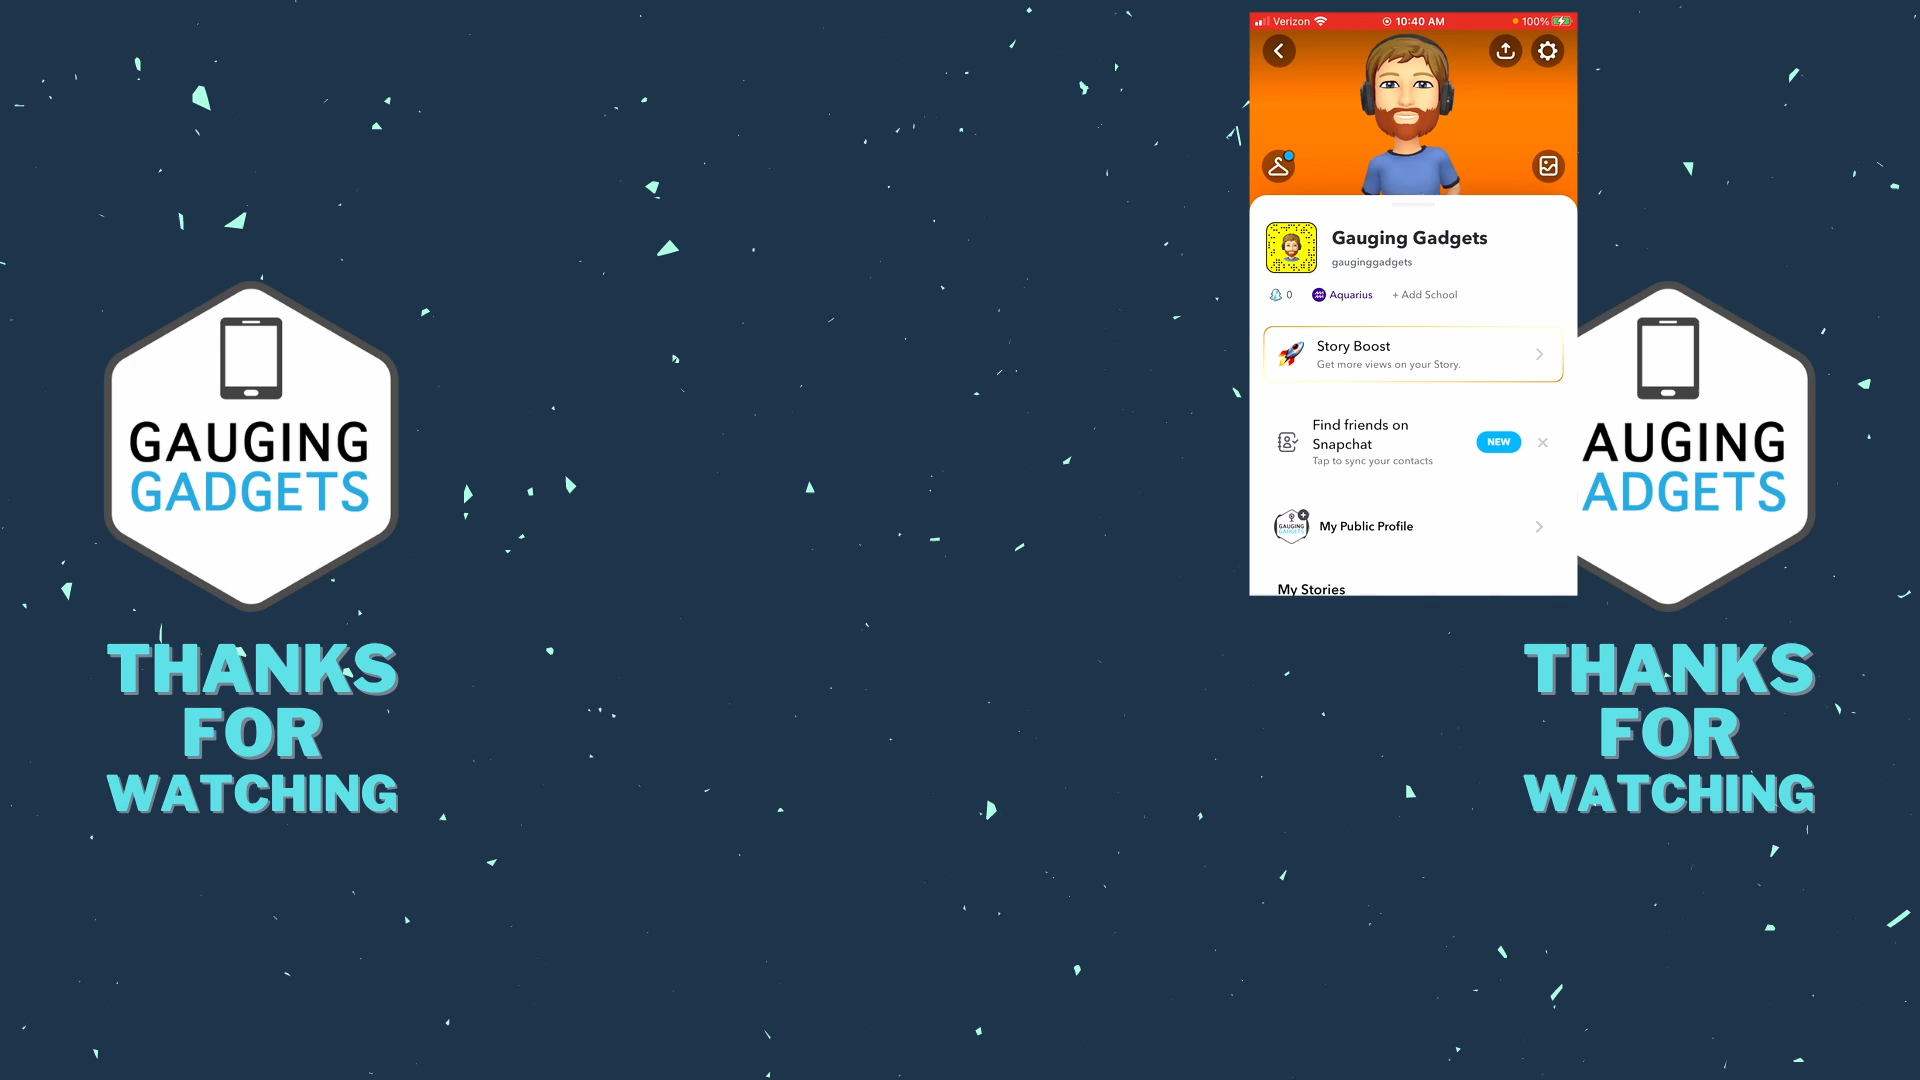 GAUGING
GADGETS
THANKS
FOR
WATCHING
Verizon
10:40 AM
100%
Gauging Gadgets
gauginggadgets
0
Aquarius
+ Add School
Story Boost
Get more views on your Story.
Find friends on
Snapchat
Tap to sync your contacts
NEW
GAUGING
GADGETS
My Public Profile
My Stories
AUGING
ADGETS
THANKS
FOR
WATCHING